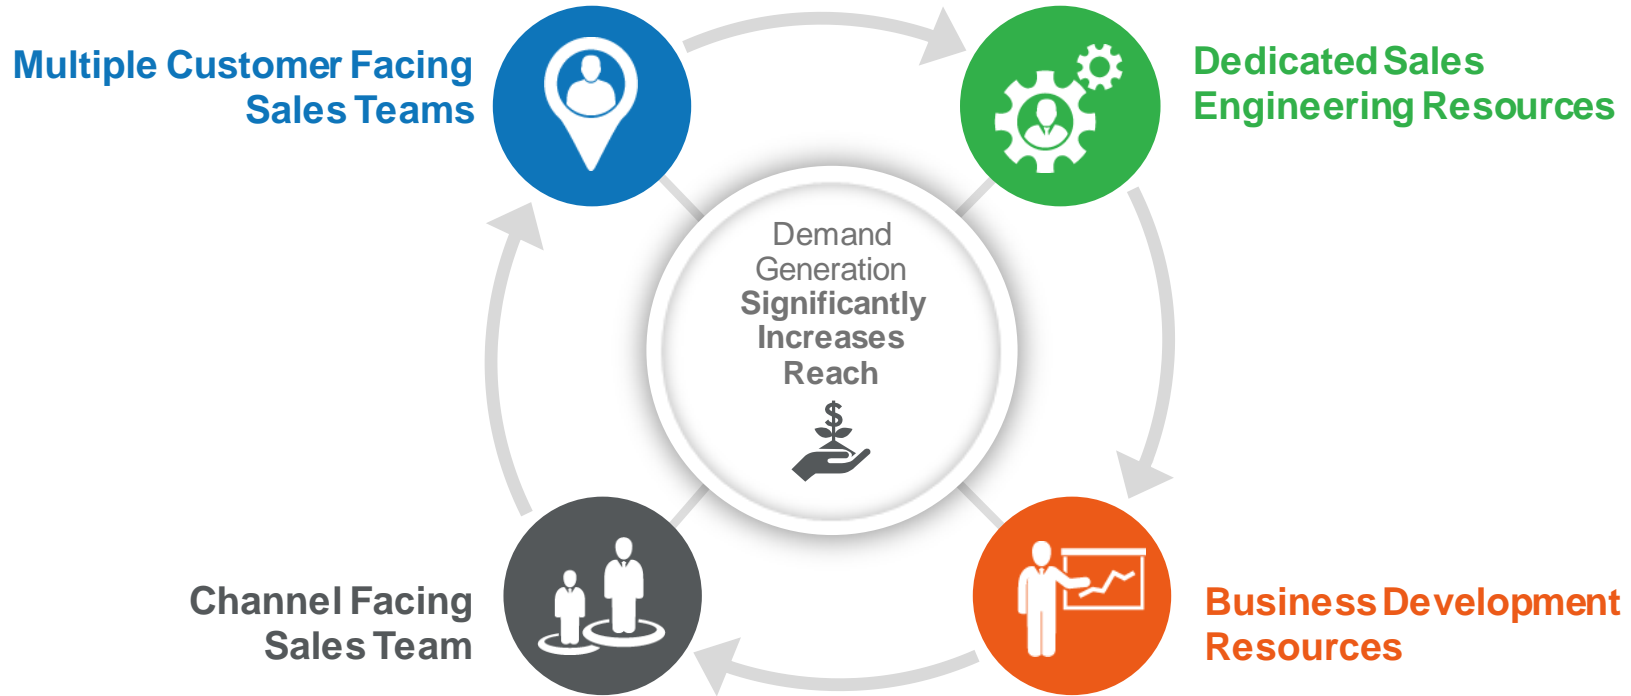 Multiple Customer Facing
Sales Teams
Dedicated Sales
Engineering Resources
Demand
Generation
Significantly
Increases
Reach
$
Channel Facing
Sales Team
Business Development
Resources